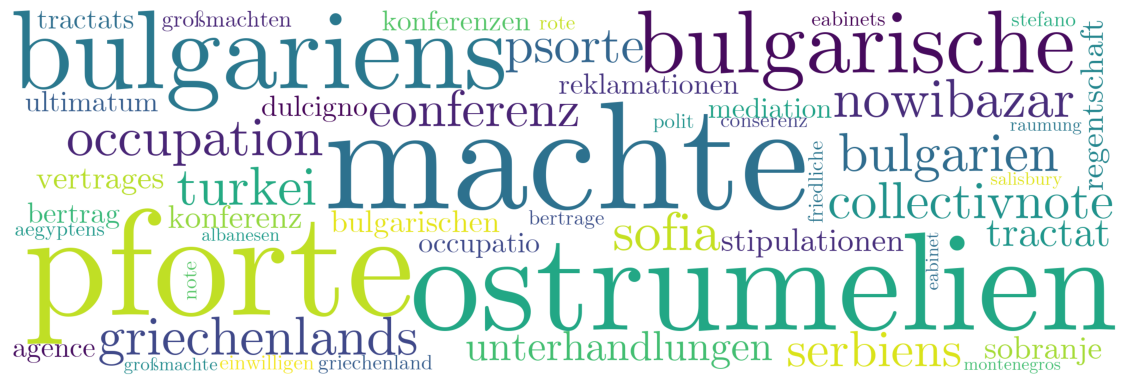 tractats großmachten konferenzen rote eabinets stefano
bulgariens psorte bulgarische
ultimatum dulcigno eonferenz reklamationen mediation nowibazar regentschaft
occupation machte polit conserenz raumung
bulgarien
vertrages turkei friedliche salisbury
bertrag konferenz bulgarischen bertrage collectivnote
aegyptens albanesen occupatio sofia stipulationen tractat
pforte note ostrumelien eabinet
agence griechenlands unterhandlungen serbiens sobranje
großmachte einwilligen griechenland montenegros